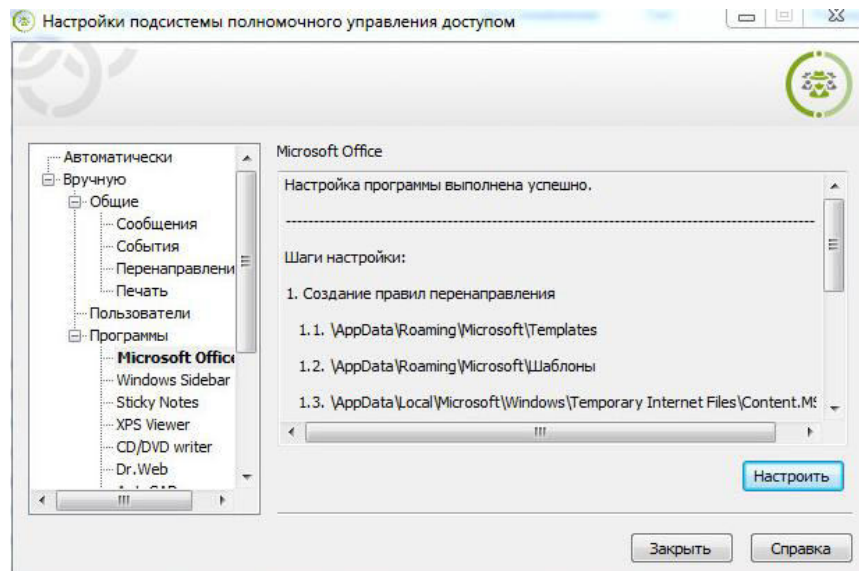 Настройки подсистемы полномочного управления доступом
Автоматически
Вручную
Общие
Сообщения
События
Перенаправлени
Печать
Пользователи
Программы
Microsoft Office
Windows Sidebar
Sticky Notes
XPS Viewer
CD/DVD writer
Dr.Web
Microsoft Office
Настройка программы выполнена успешно.
Шаги настройки:
1. Создание правил перенаправления
1.1. \AppData\Roaming\Microsoft\Templates
1.2. \AppData\Roaming\Microsoft\Шаблоны
1.3. \AppData\Local\Microsoft\Windows\Temporary Internet Files\Content.MS
Настроить
Закрыть
Справка